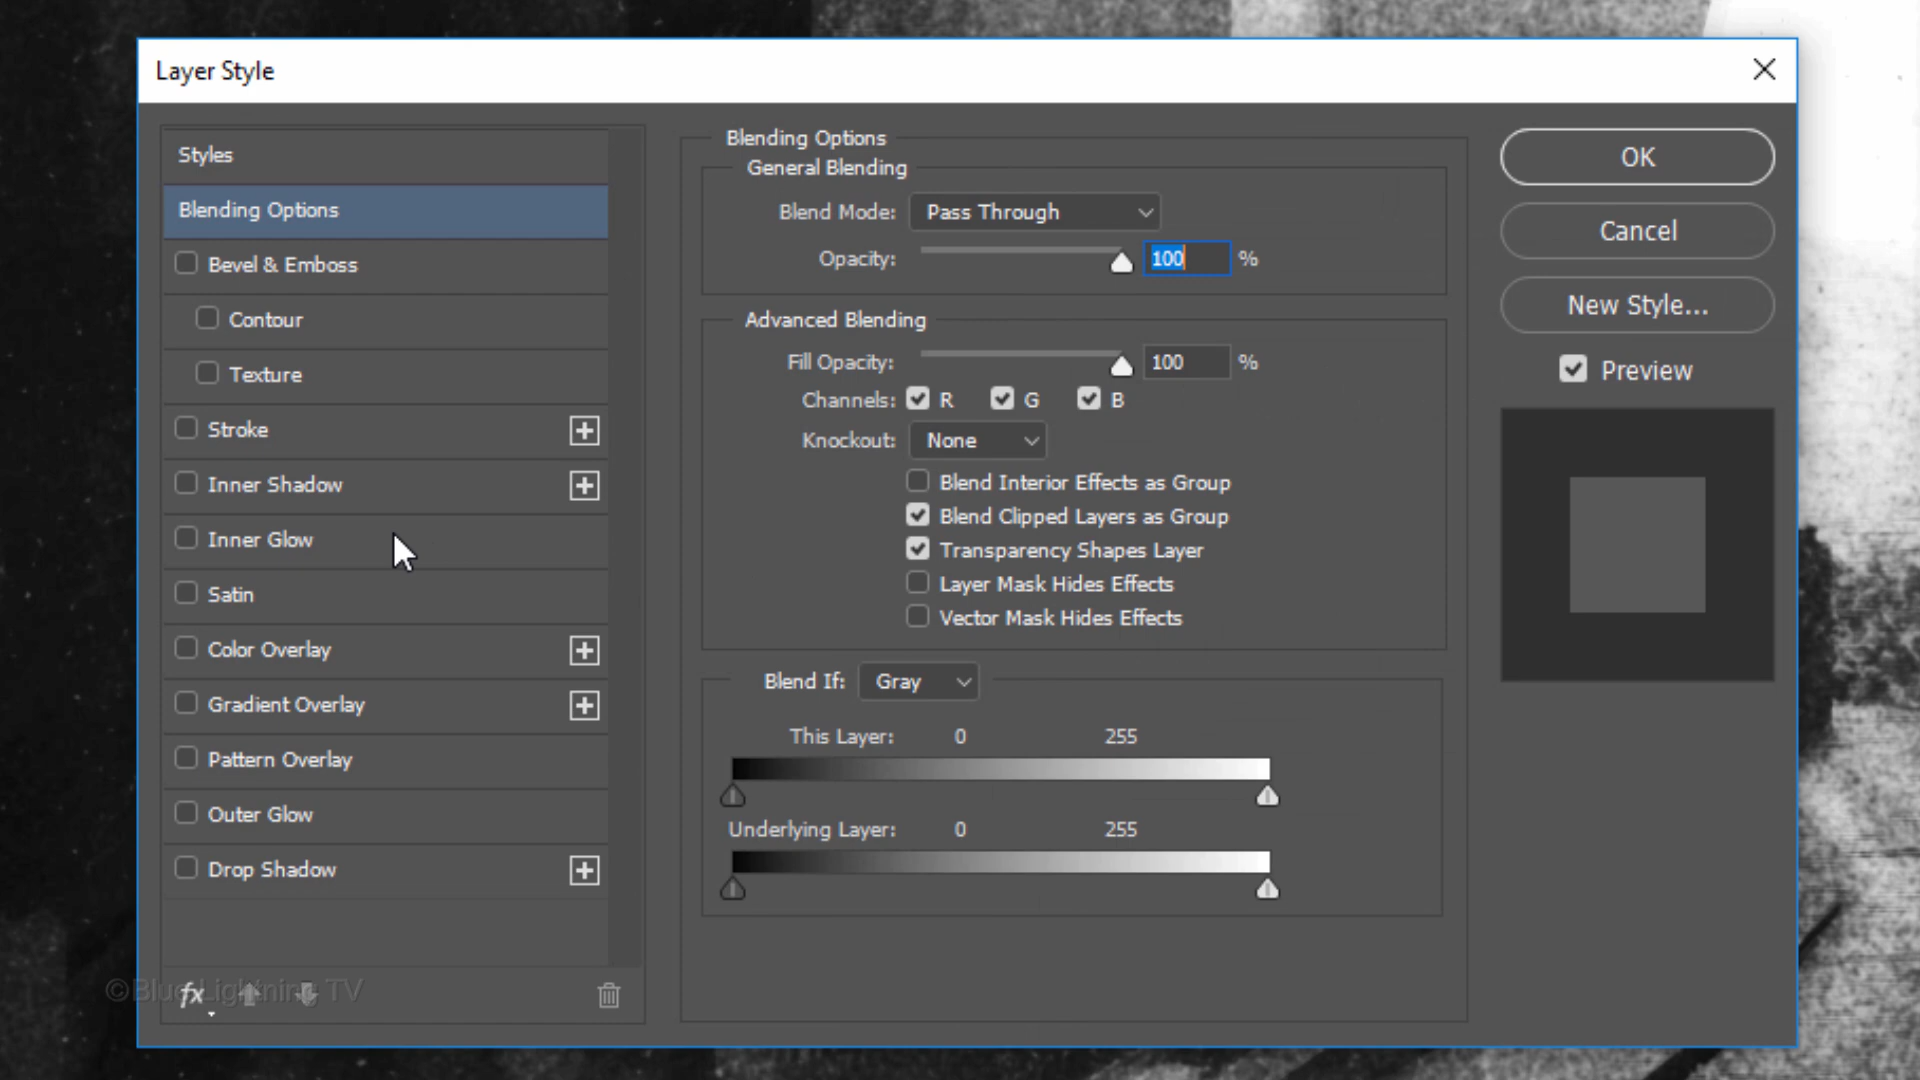 Layer Style
Styles
Blending Options
Bevel & Emboss
Contour
Texture
Stroke
Inner Shadow
Inner Glow
Satin
Color Overlay
Gradient Overlay
Pattern Overlay
Outer Glow
Drop Shadow
©Blue Lightning TV
fx
Blending Options
General Blending
Blend Mode: Pass Through
Opacity: 100 %
Advanced Blending
Fill Opacity: 100 %
Channels: R G B
Knockout: None
Blend Interior Effects as Group
Blend Clipped Layers as Group
Transparency Shapes Layer
Layer Mask Hides Effects
Vector Mask Hides Effects
Blend If: Gray
This Layer: 0 255
Underlying Layer: 0 255
OK
Cancel
New Style...
Preview